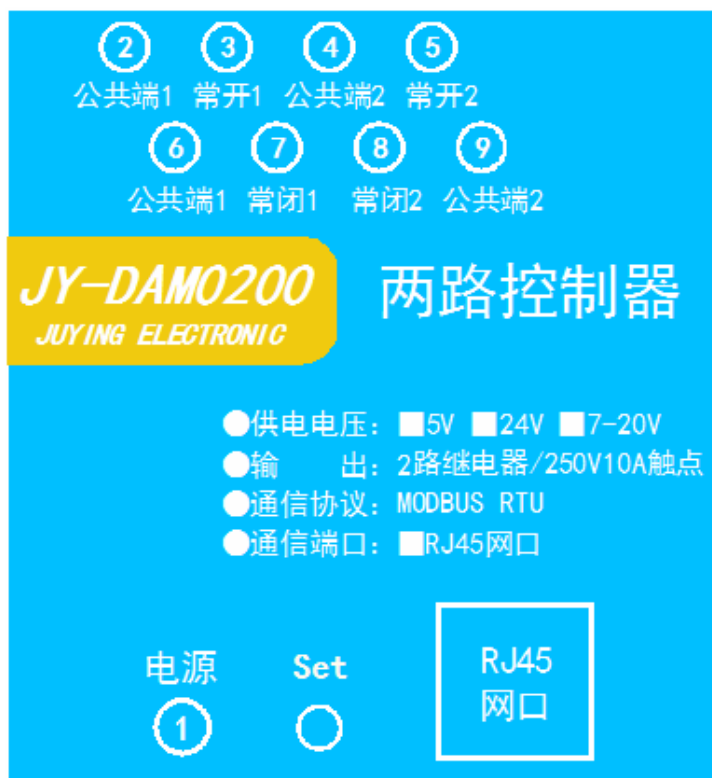 2 3 4 5
公共端1 常开1 公共端2 常开2
6 7 8 9
公共端1 常闭1 常闭2 公共端2
JY-DAM0200
JUYING ELECTRONIC
两路控制器
●供电电压：■5V ■24V ■7-20V
●输 出：2路继电器/250V10A触点
●通信协议：MODBUS RTU
●通信端口：■RJ45网口
电源 Set
1
RJ45
网口